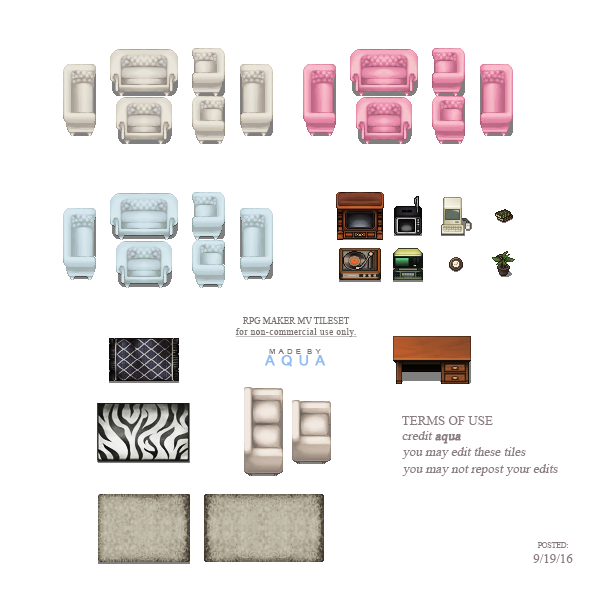 RPG MAKER MV TILESET
for non-commercial use only.
MADE BY
AQUA
TERMS OF USE
credit aqua
you may edit these tiles
you may not repost your edits
POSTED:
9/19/16